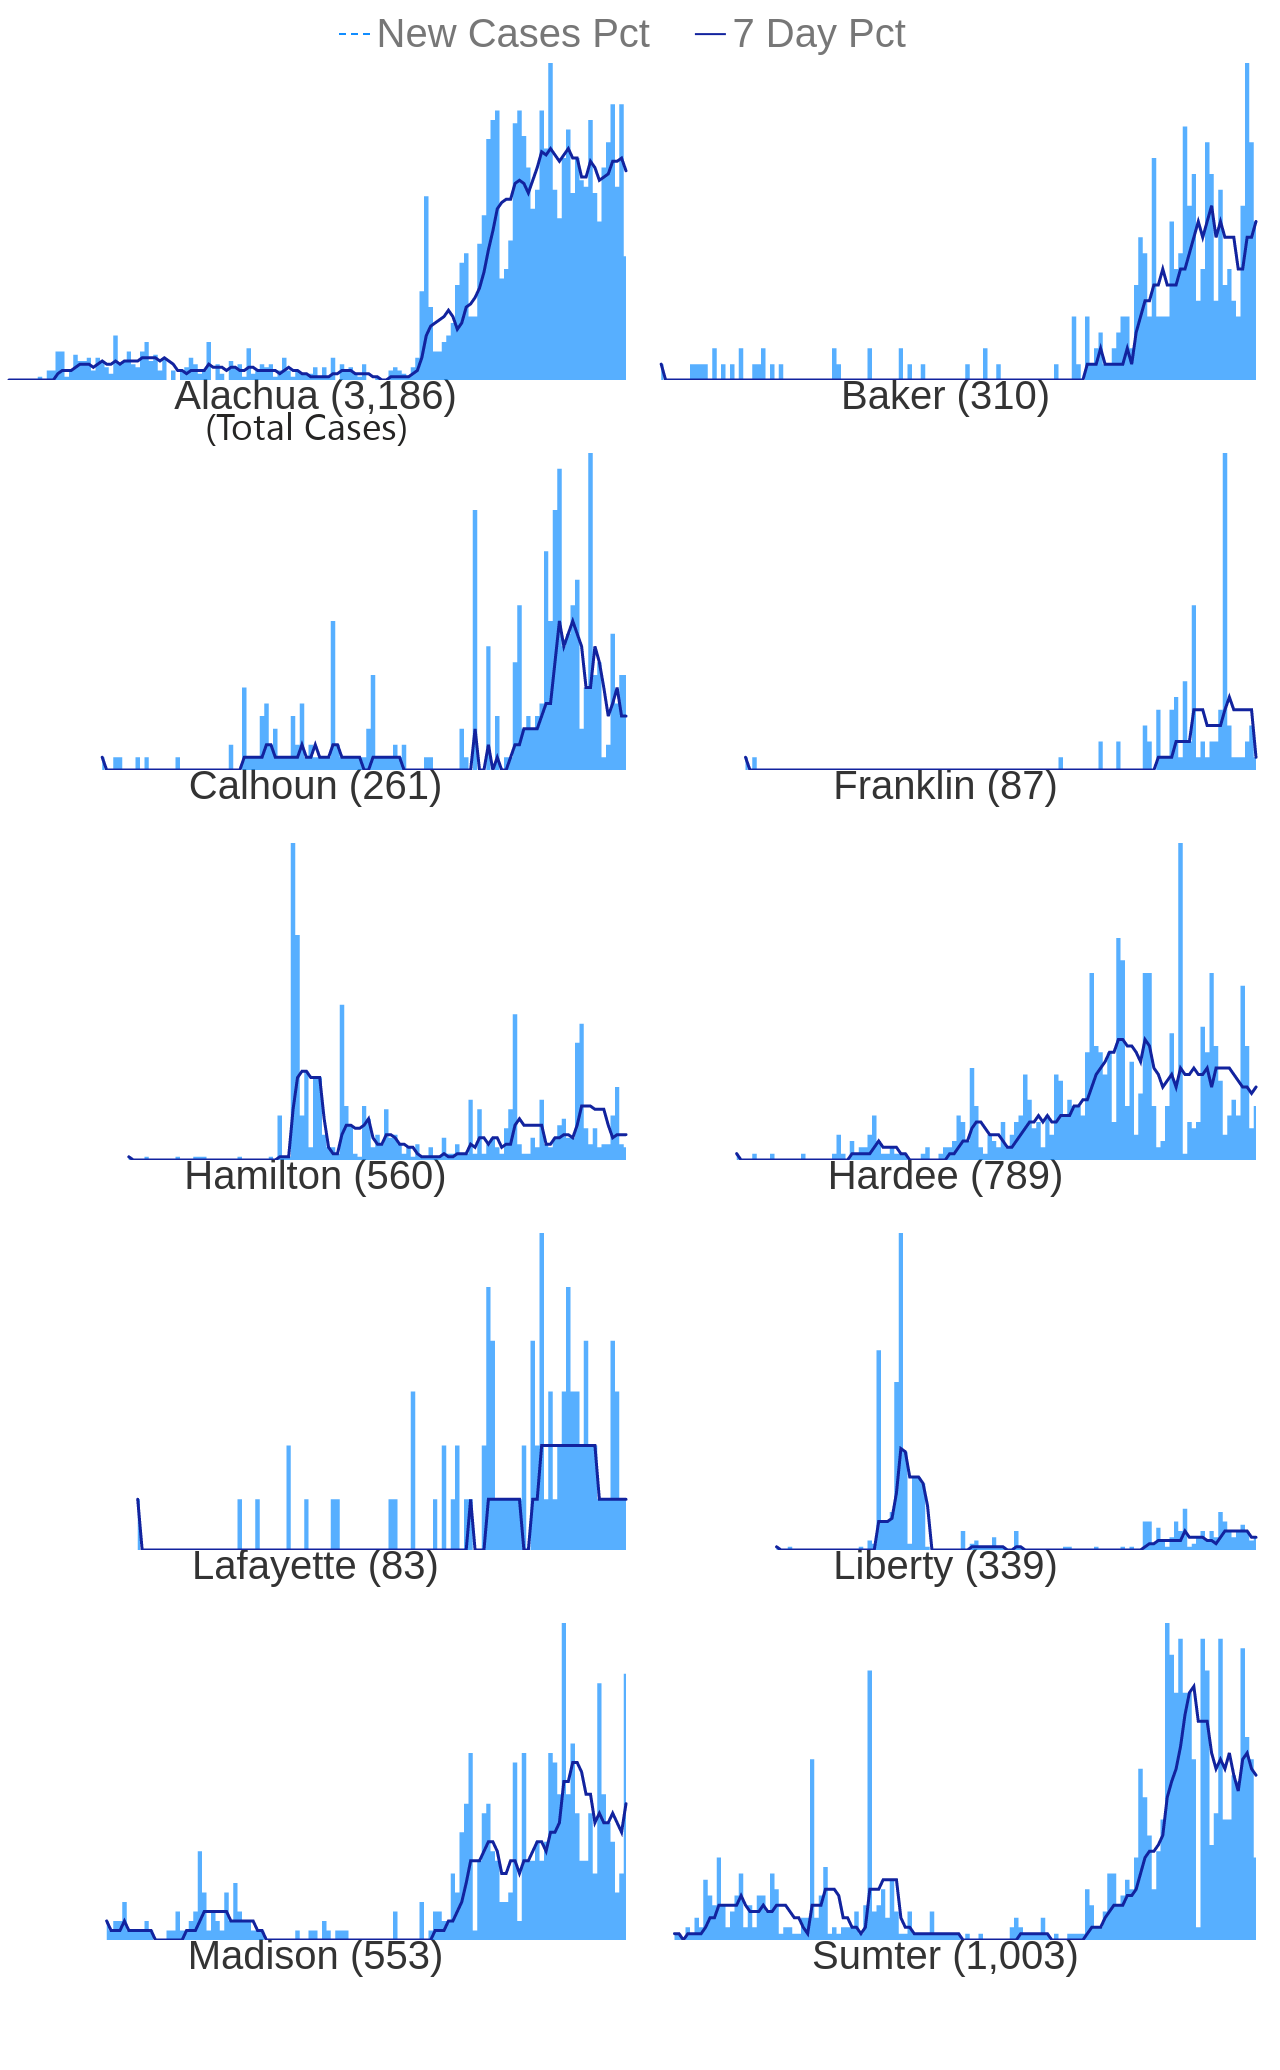 New Cases Pct 7 Day Pct
Alachua (3,186) Baker (310)
(Total Cases)
Calhoun (261) Franklin (87)
Hamilton (560) Hardee (789)
Lafayette (83) Liberty (339)
Madison (553) Sumter (1,003)